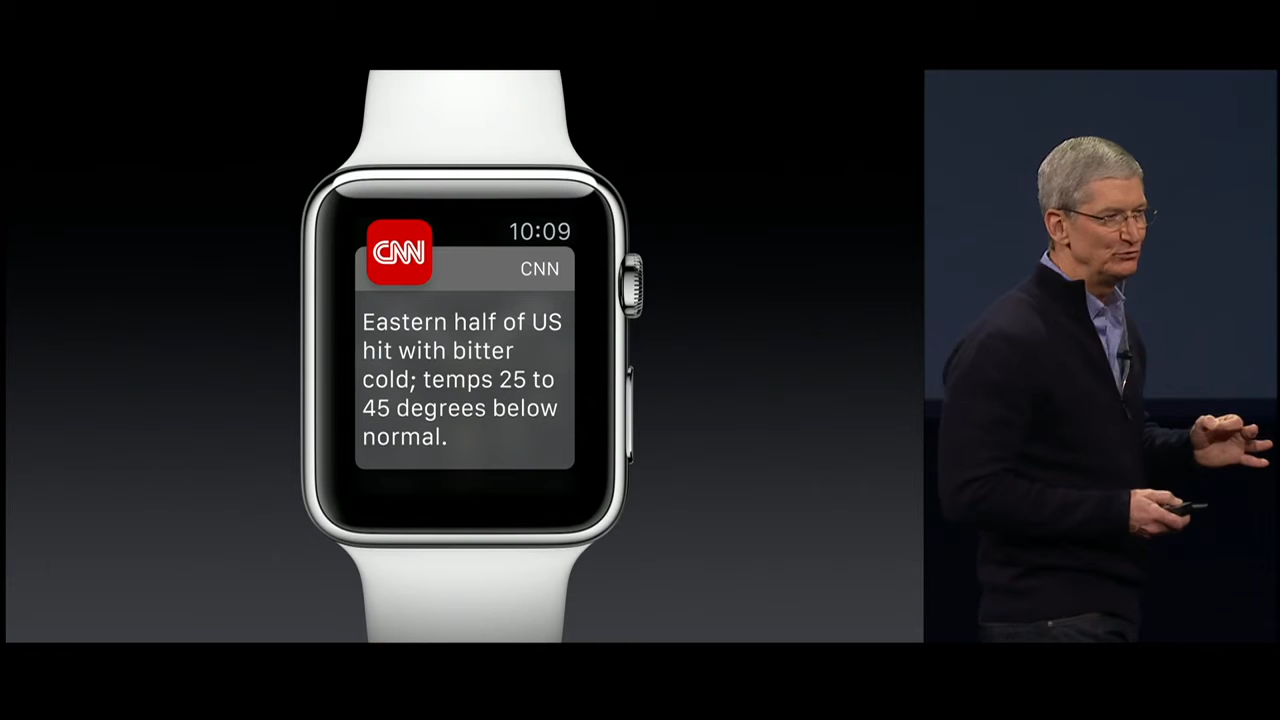 CNN
10:09
CNN
Eastern half of US
hit with bitter
cold; temps 25 to
45 degrees below
normal.